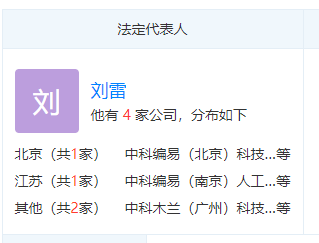 法定代表人
刘
刘雷
他有 4 家公司，分布如下
北京（共1家） 中科编易（北京）科技...等
江苏（共1家） 中科编易（南京）人工...等
其他（共2家） 中科木兰（广州）科技...等